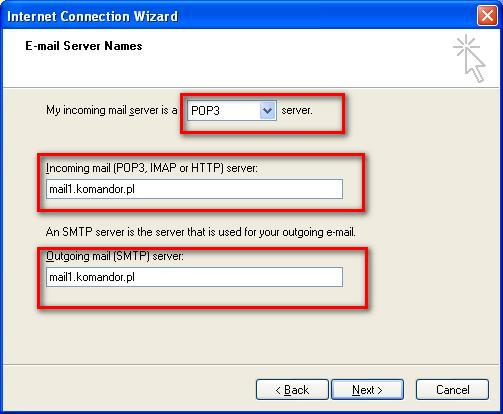 Internet Connection Wizard
E-mail Server Names
My incoming mail server is a POP3 server.
Incoming mail (POP3, IMAP or HTTP) server:
mail1.komandor.pl
An SMTP server is the server that is used for your outgoing e-mail.
Outgoing mail (SMTP) server:
mail1.komandor.pl
< Back Next > Cancel